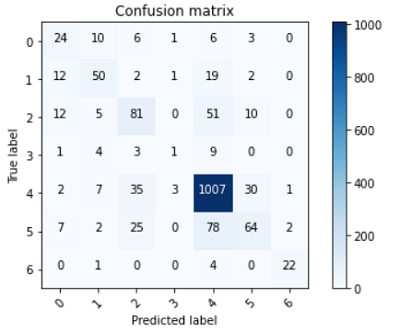 Confusion matrix
0 24 10 6 1 6 3 0
1 12 50 2 1 19 2 0
2 12 5 81 0 51 10 0
3 1 4 3 1 9 0 0
4 2 7 35 3 1007 30 1
5 7 2 25 0 78 64 2
6 0 1 0 0 4 0 22
0 1 2 3 4 5 6
True label
Predicted label
1000
800
600
400
200
0